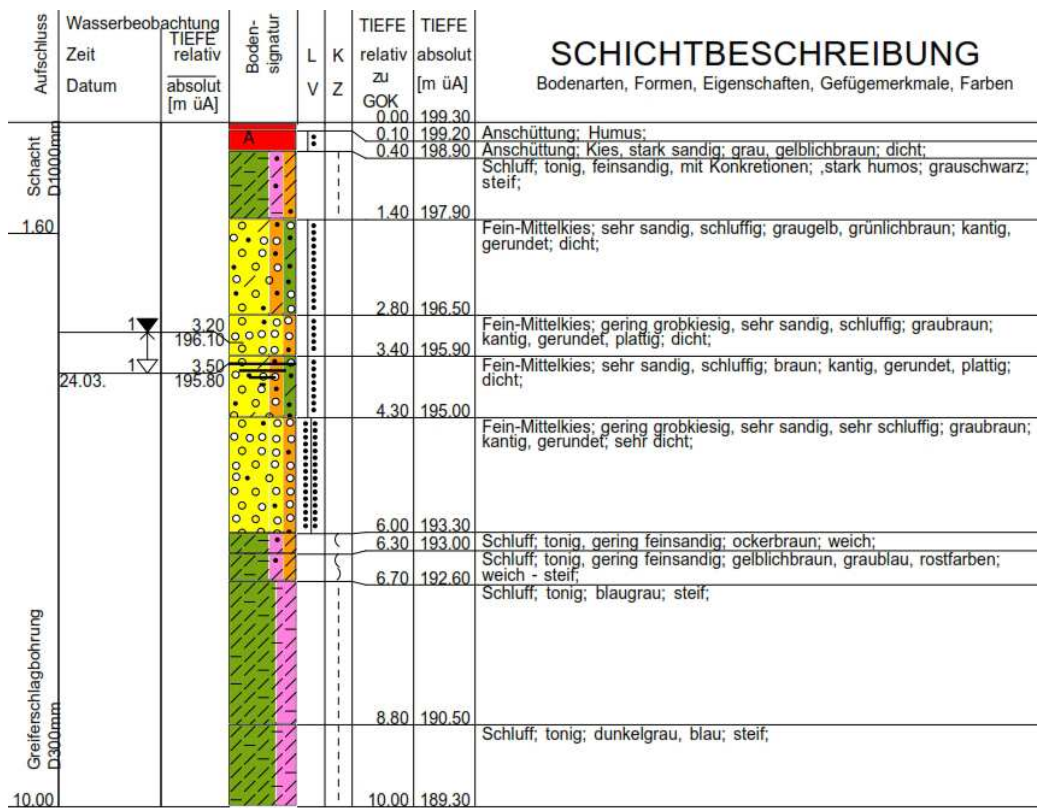 Aufschluss
Wasserbeobachtung
Zeit
Datum
TIEFE
relativ
absolut
[m üA]
Boden-
signatur
L
V
K
Z
TIEFE
relativ
zu
GOK
TIEFE
absolut
[m üA]
SCHICHTBESCHREIBUNG
Bodenarten, Formen, Eigenschaften, Gefügemerkmale, Farben
0.00 199.30
Schacht
D1000mm
A
0.10 199.20 Anschüttung; Humus;
0.40 198.90 Anschüttung; Kies, stark sandig; grau, gelblichbraun; dicht;
Schluff; tonig, feinsandig, mit Konkretionen; ,stark humos; grauschwarz;
steif;
1.40 197.90
1.60
Fein-Mittelkies; sehr sandig, schluffig; graugelb, grünlichbraun; kantig,
gerundet; dicht;
2.80 196.50
1 3.20
196.10
Fein-Mittelkies; gering grobkiesig, sehr sandig, schluffig; graubraun;
kantig, gerundet, plattig; dicht;
3.40 195.90
1 3.50
24.03. 195.80
Fein-Mittelkies; sehr sandig, schluffig; braun; kantig, gerundet, plattig;
dicht;
4.30 195.00
Fein-Mittelkies; gering grobkiesig, sehr sandig, sehr schluffig; graubraun;
kantig, gerundet; sehr dicht;
6.00 193.30
6.30 193.00 Schluff; tonig, gering feinsandig; ockerbraun; weich;
Schluff; tonig, gering feinsandig; gelblichbraun, graublau, rostfarben;
weich - steif;
6.70 192.60
Schluff; tonig; blaugrau; steif;
8.80 190.50
Schluff; tonig; dunkelgrau, blau; steif;
Greiferschlagbohrung
D300mm
10.00
10.00 189.30